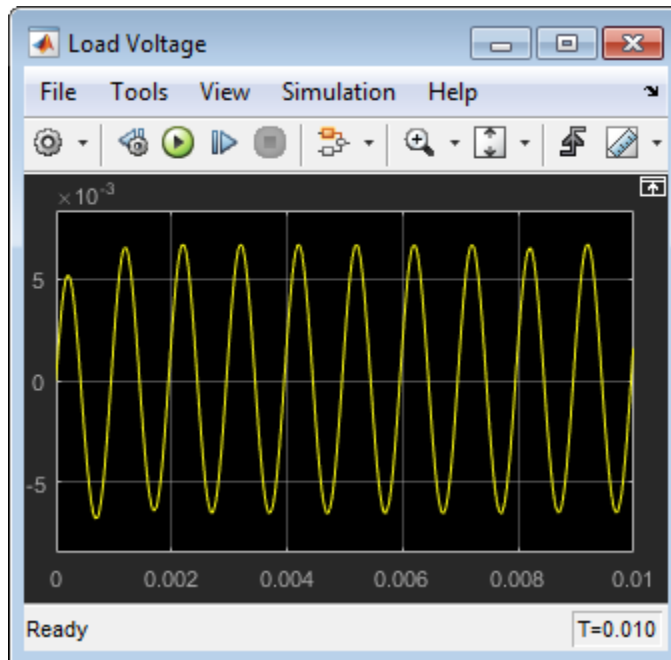 Load Voltage
File Tools View Simulation Help
×10-3
5
0
-5
0 0.002 0.004 0.006 0.008 0.01
Ready T=0.010